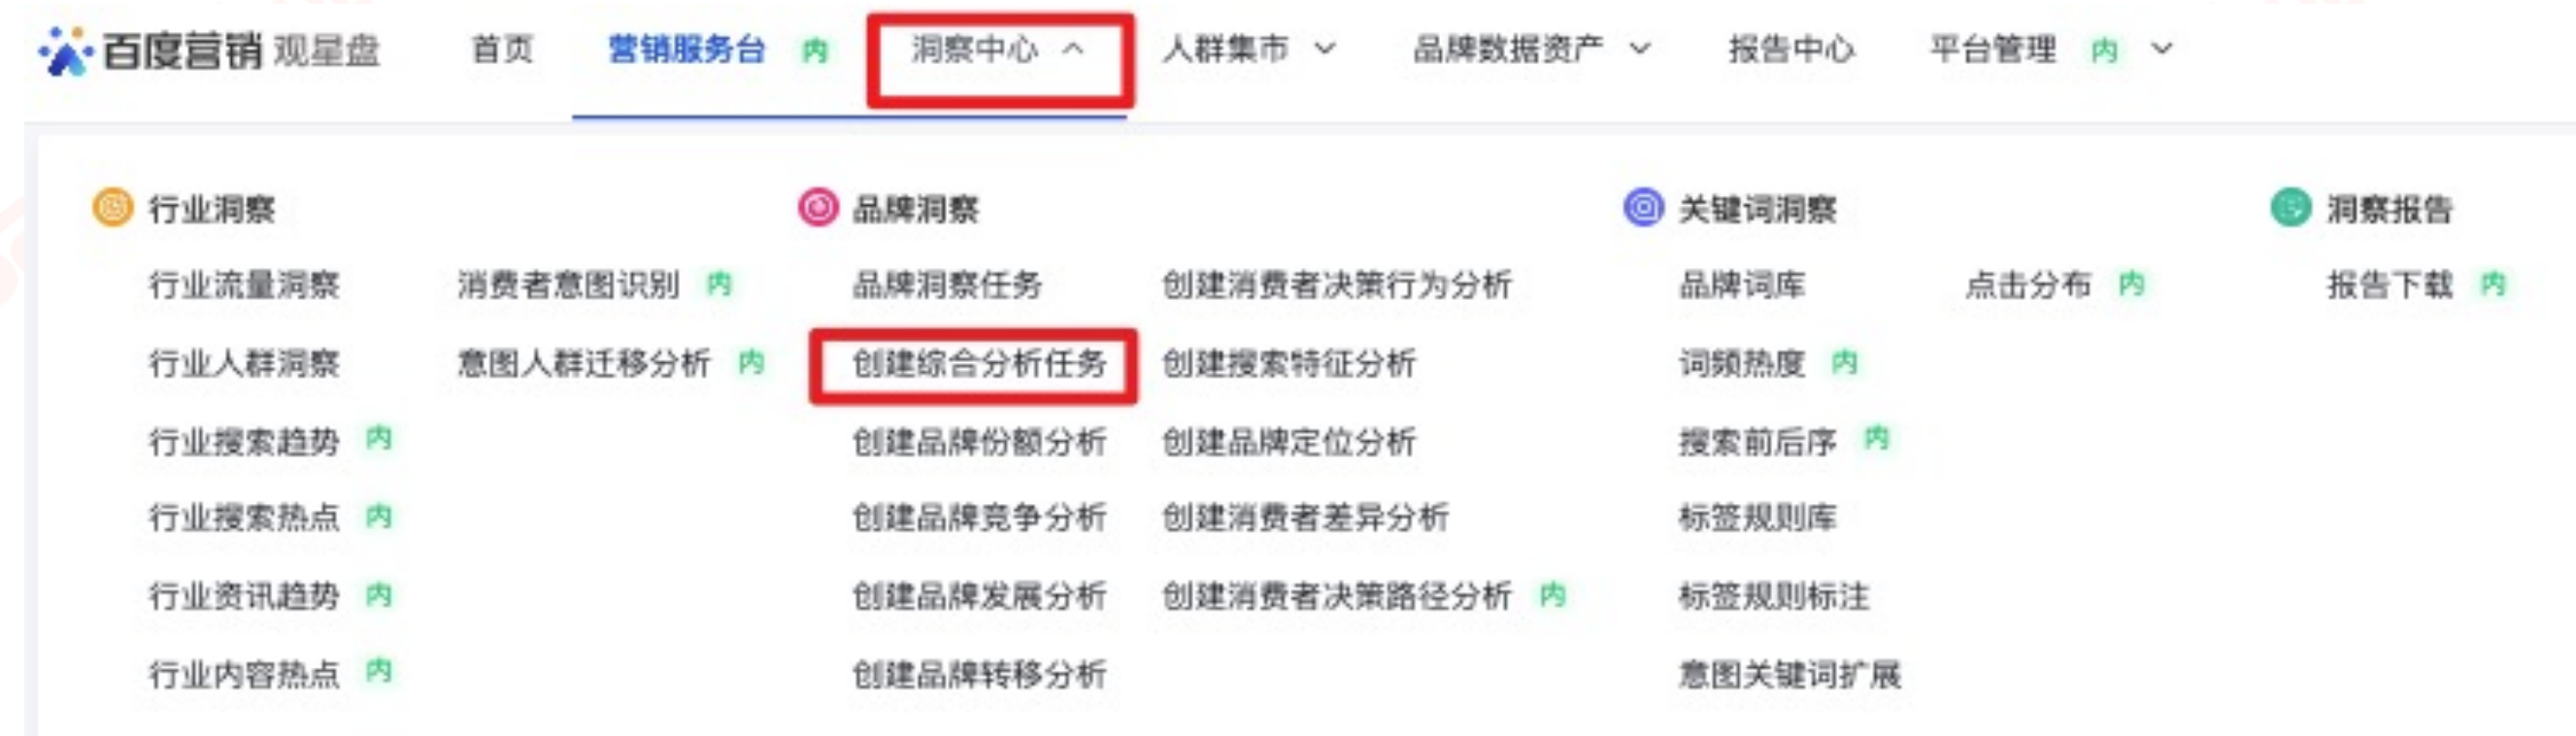 百度营销 观星盘 首页 营销服务台 内 洞察中心 人群集市 品牌数据资产 报告中心 平台管理 内
行业洞察 品牌洞察 关键词洞察 洞察报告
行业流量洞察 消费者意图识别 内 品牌洞察任务 创建消费者决策行为分析 品牌词库 点击分布 内 报告下载 内
行业人群洞察 意图人群迁移分析 内 创建综合分析任务 创建搜索特征分析 词频热度 内
行业搜索趋势 内 创建品牌份额分析 创建品牌定位分析 搜索前后序 内
行业搜索热点 内 创建品牌竞争分析 创建消费者差异分析 标签规则库
行业资讯趋势 内 创建品牌发展分析 创建消费者决策路径分析 内 标签规则标注
行业内容热点 内 创建品牌转移分析 意图关键词扩展